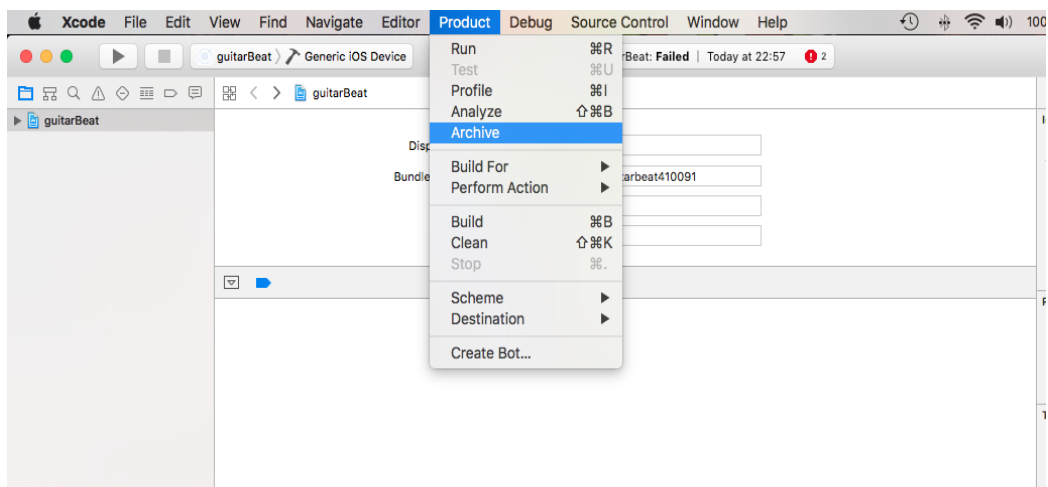 Xcode File Edit View Find Navigate Editor Product Debug Source Control Window Help 100
guitarBeat Generic iOS Device rBeat: Failed | Today at 22:57 2
guitarBeat
guitarBeat
Run ⌘R
Test ⌘U
Profile ⌘I
Analyze ⇧⌘B
Archive
Disp
Build For
Bundle arbeat410091
Perform Action
Build ⌘B
Clean ⇧⌘K
Stop ⌘.
Scheme
Destination
Create Bot...